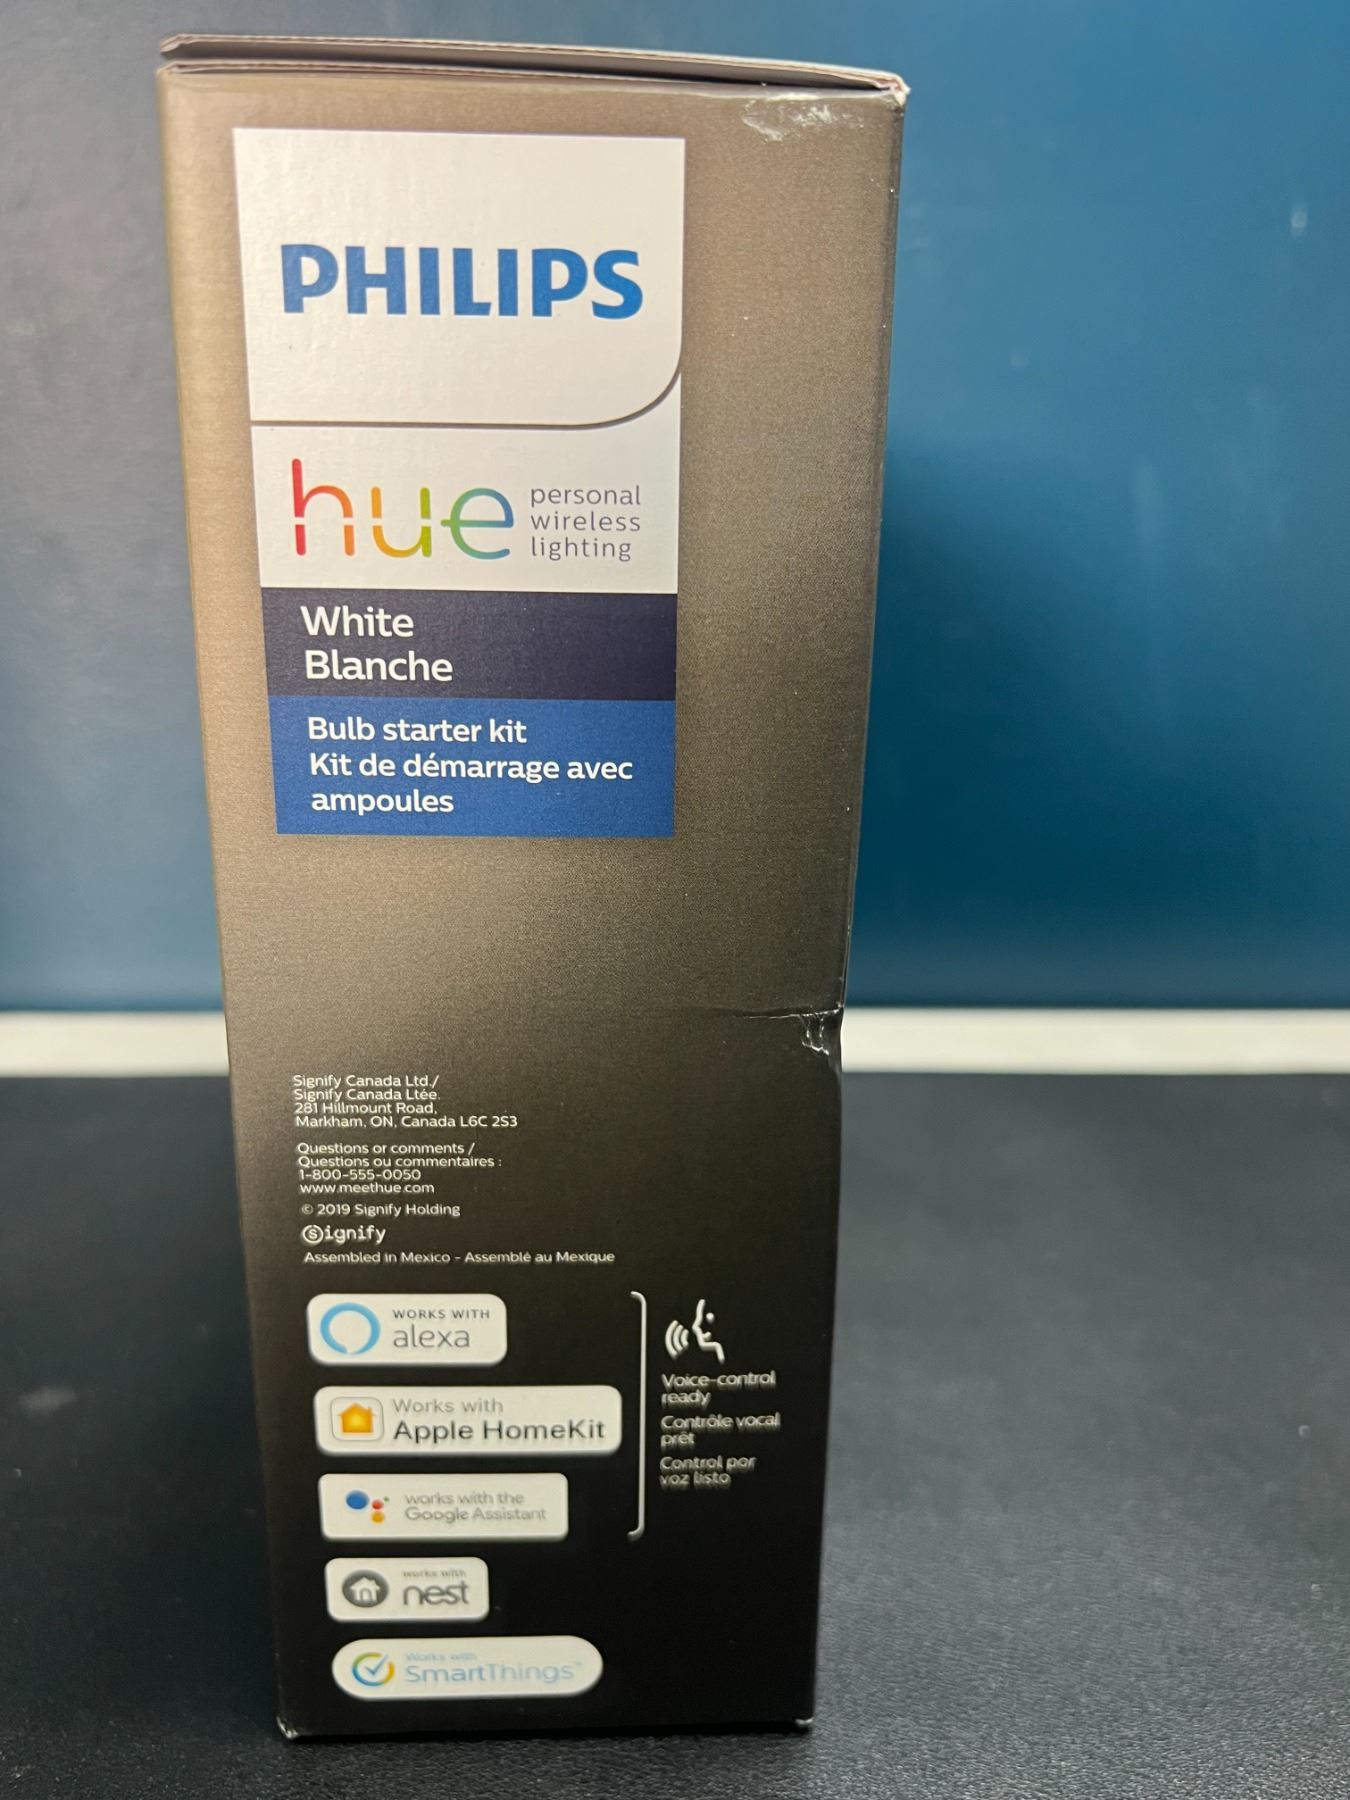 PHILIPS
hue
personal
wireless
lighting
White
Blanche
Bulb starter kit
Kit de démarrage avec
ampoules
Signify Canada Ltd./
Signify Canada Ltée.
281 Hillmount Road,
Markham, ON, Canada L6C 2S3
Questions or comments /
Questions ou commentaires :
1-800-555-0050
www.meethue.com
© 2019 Signify Holding
Signify
Assembled in Mexico - Assemblé au Mexique
WORKS WITH
alexa
Works with
Apple HomeKit
works with the
Google Assistant
works with
nest
Works with
SmartThings™
Voice-control
ready
Contrôle vocal
prêt
Control por
voz listo